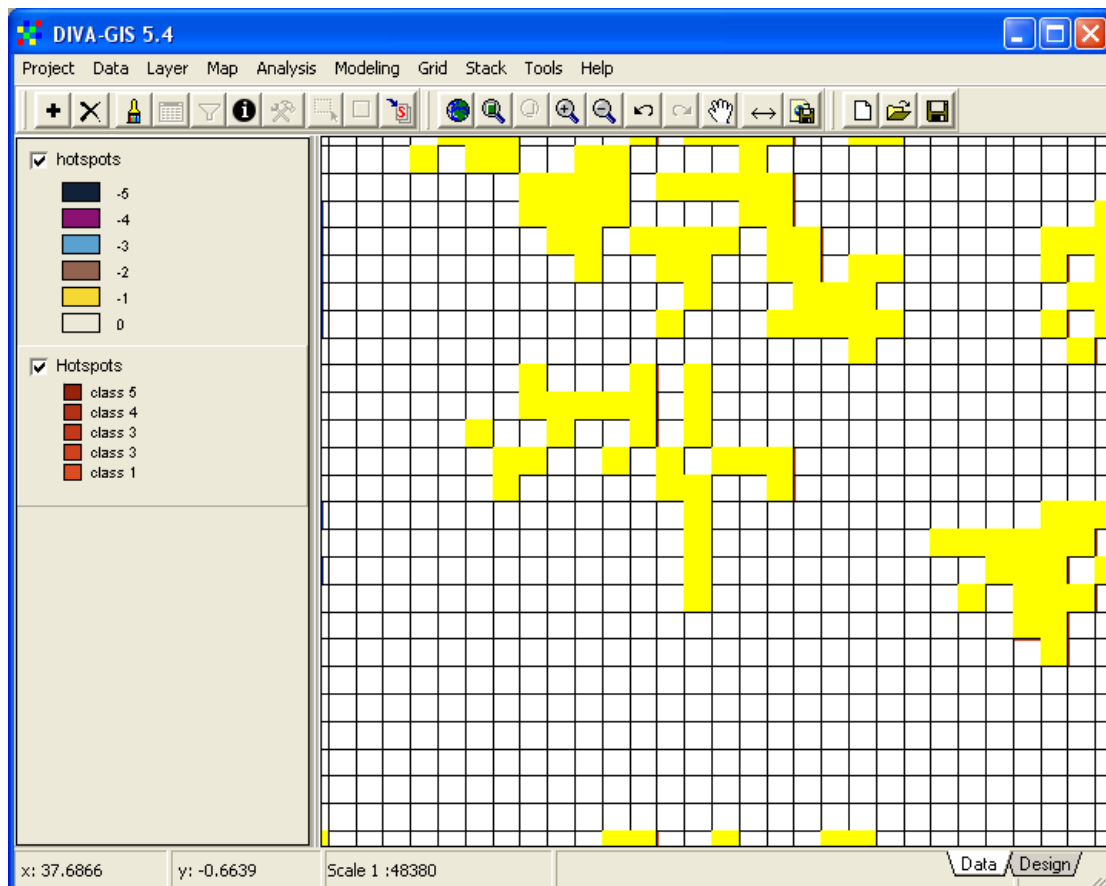 DIVA-GIS 5.4
Project Data Layer Map Analysis Modeling Grid Stack Tools Help
hotspots
-5
-4
-3
-2
-1
0
Hotspots
class 5
class 4
class 3
class 3
class 1
x: 37.6866 y: -0.6639 Scale 1 :48380 Data Design